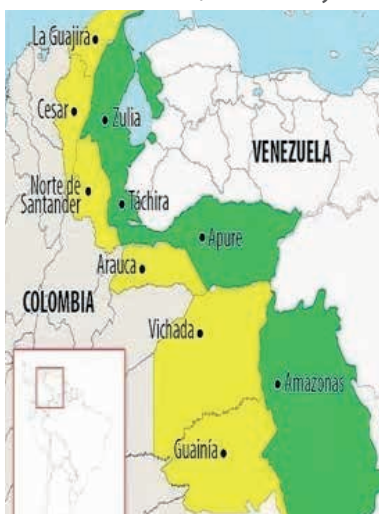 La Guajira
Cesar
Zulia
VENEZUELA
Norte de
Santander
Táchira
Apure
Arauca
COLOMBIA
Vichada
Amazonas
Guainía